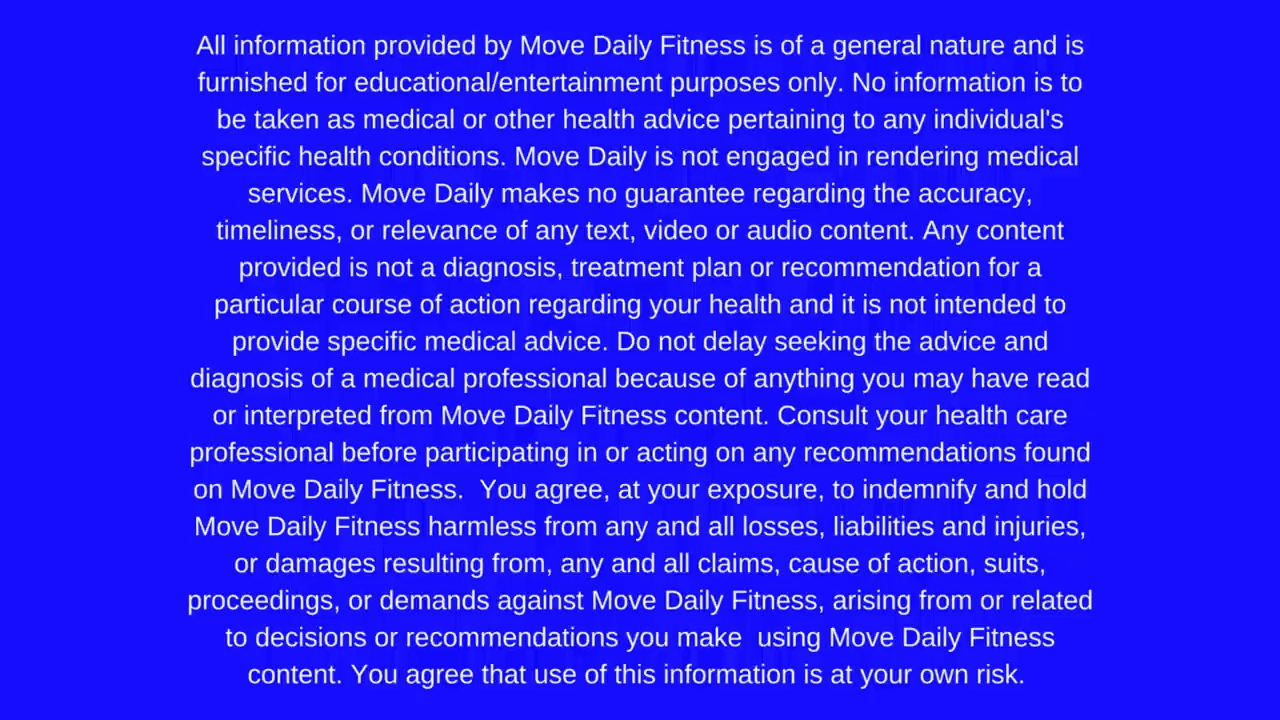 All information provided by Move Daily Fitness is of a general nature and is
furnished for educational/entertainment purposes only. No information is to
be taken as medical or other health advice pertaining to any individual's
specific health conditions. Move Daily is not engaged in rendering medical
services. Move Daily makes no guarantee regarding the accuracy,
timeliness, or relevance of any text, video or audio content. Any content
provided is not a diagnosis, treatment plan or recommendation for a
particular course of action regarding your health and it is not intended to
provide specific medical advice. Do not delay seeking the advice and
diagnosis of a medical professional because of anything you may have read
or interpreted from Move Daily Fitness content. Consult your health care
professional before participating in or acting on any recommendations found
on Move Daily Fitness.  You agree, at your exposure, to indemnify and hold
Move Daily Fitness harmless from any and all losses, liabilities and injuries,
or damages resulting from, any and all claims, cause of action, suits,
proceedings, or demands against Move Daily Fitness, arising from or related
to decisions or recommendations you make  using Move Daily Fitness
content. You agree that use of this information is at your own risk.